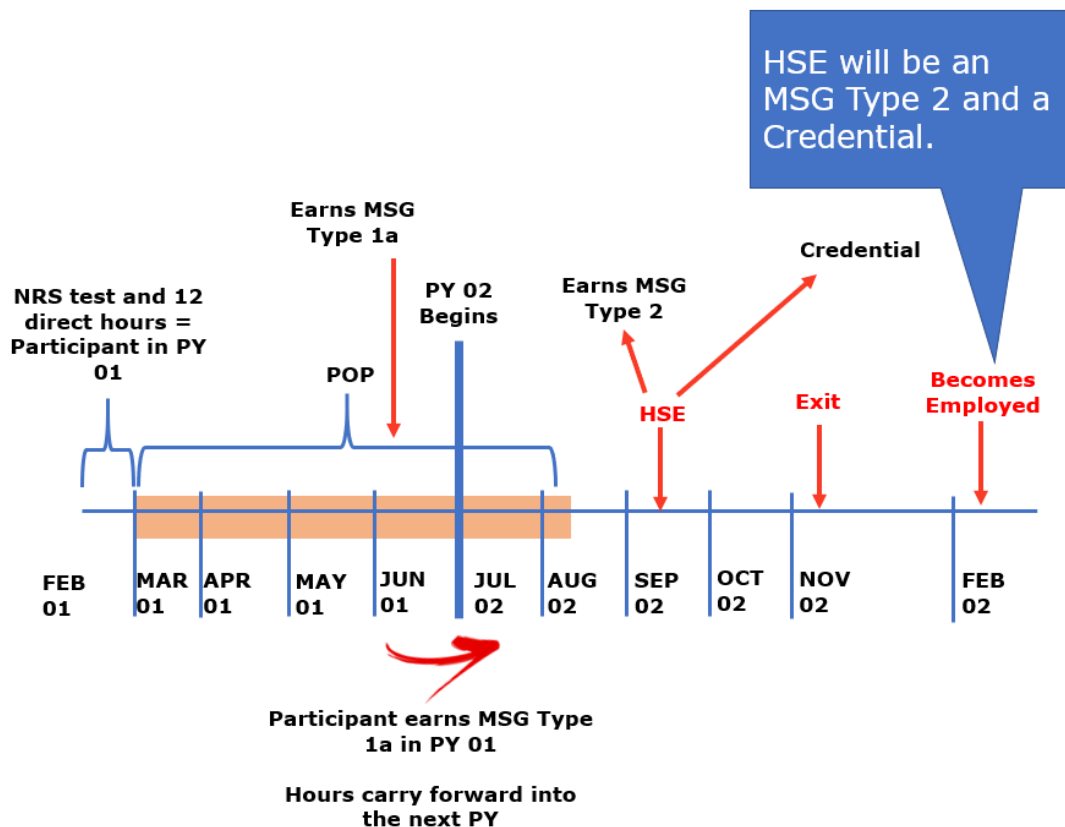 HSE will be an
MSG Type 2 and a
Credential.
Earns MSG
Type 1a
Credential
PY 02
Begins
Earns MSG
Type 2
NRS test and 12
direct hours =
Participant in PY
01
POP
HSE
Exit
Becomes
Employed
FEB
01
MAR
01
APR
01
MAY
01
JUN
01
JUL
02
AUG
02
SEP
02
OCT
02
NOV
02
FEB
02
Participant earns MSG Type
1a in PY 01
Hours carry forward into
the next PY